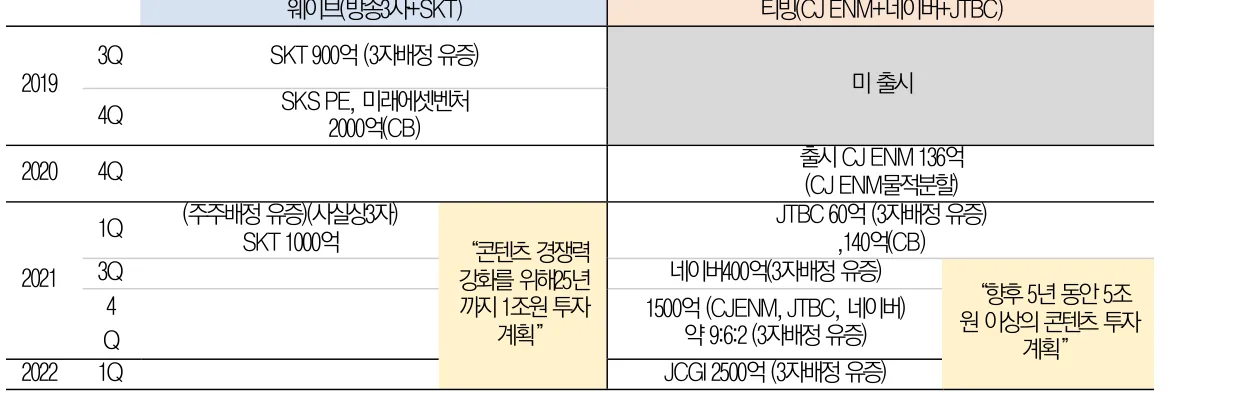 웨이브(방송3사+SKT) 티빙(CJ ENM+네이버+JTBC)
2019 3Q SKT 900억 (3자배정 유증) 미 출시
4Q SKS PE, 미래에셋벤처
2000억(CB)
2020 4Q 출시 CJ ENM 136억
(CJ ENM물적분할)
2021 1Q (주주배정 유증)(사실상3자)
SKT 1000억
“콘텐츠 경쟁력
강화를 위해25년
까지 1조원 투자
계획”
JTBC 60억 (3자배정 유증)
,140억(CB)
3Q 네이버400억(3자배정 유증)
“향후 5년 동안 5조
원 이상의 콘텐츠 투자
계획”
4
Q
1500억 (CJENM, JTBC, 네이버)
약 9:6:2 (3자배정 유증)
2022 1Q JCGI 2500억 (3자배정 유증)